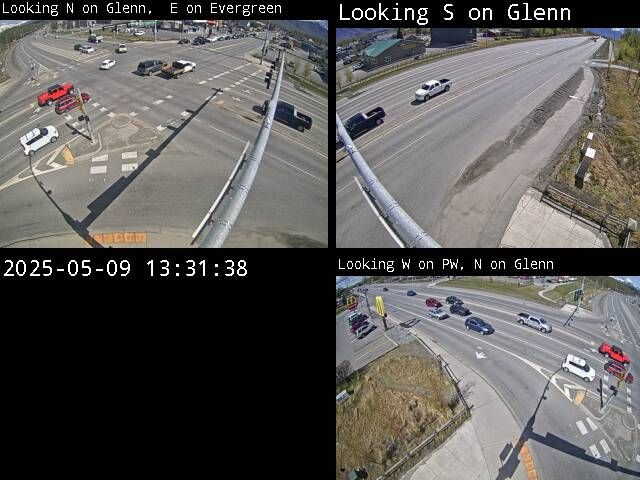 Looking N on Glenn, E on Evergreen
Looking S on Glenn
2025-05-09 13:31:38
Looking W on PW, N on Glenn